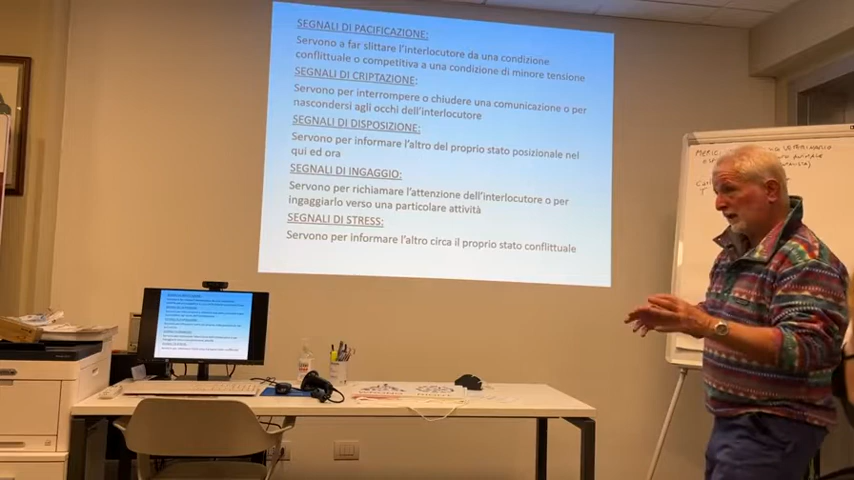 SEGNALI DI PACIFICAZIONE:
Servono a far slittare l'interlocutore da una condizione
conflittuale o competitiva a una condizione di minore tensione
SEGNALI DI CRIPTAZIONE:
Servono per interrompere o chiudere una comunicazione o per
nascondersi agli occhi dell'interlocutore
SEGNALI DI DISPOSIZIONE:
Servono per informare l'altro del proprio stato posizionale nel
qui ed ora
SEGNALI DI INGAGGIO:
Servono per richiamare l'attenzione dell'interlocutore o per
ingaggiarlo verso una particolare attività
SEGNALI DI STRESS:
Servono per informare l'altro circa il proprio stato conflittuale
VETERINARIO